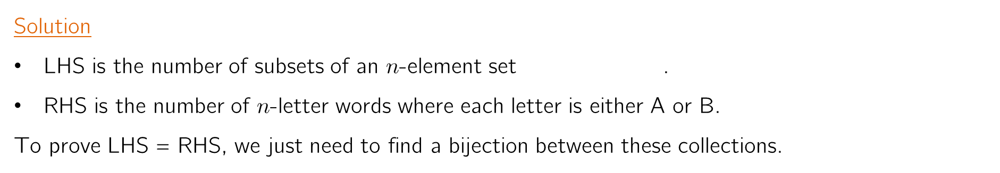 Solution
• LHS is the number of subsets of an n-element set .
• RHS is the number of n-letter words where each letter is either A or B.
To prove LHS = RHS, we just need to find a bijection between these collections.